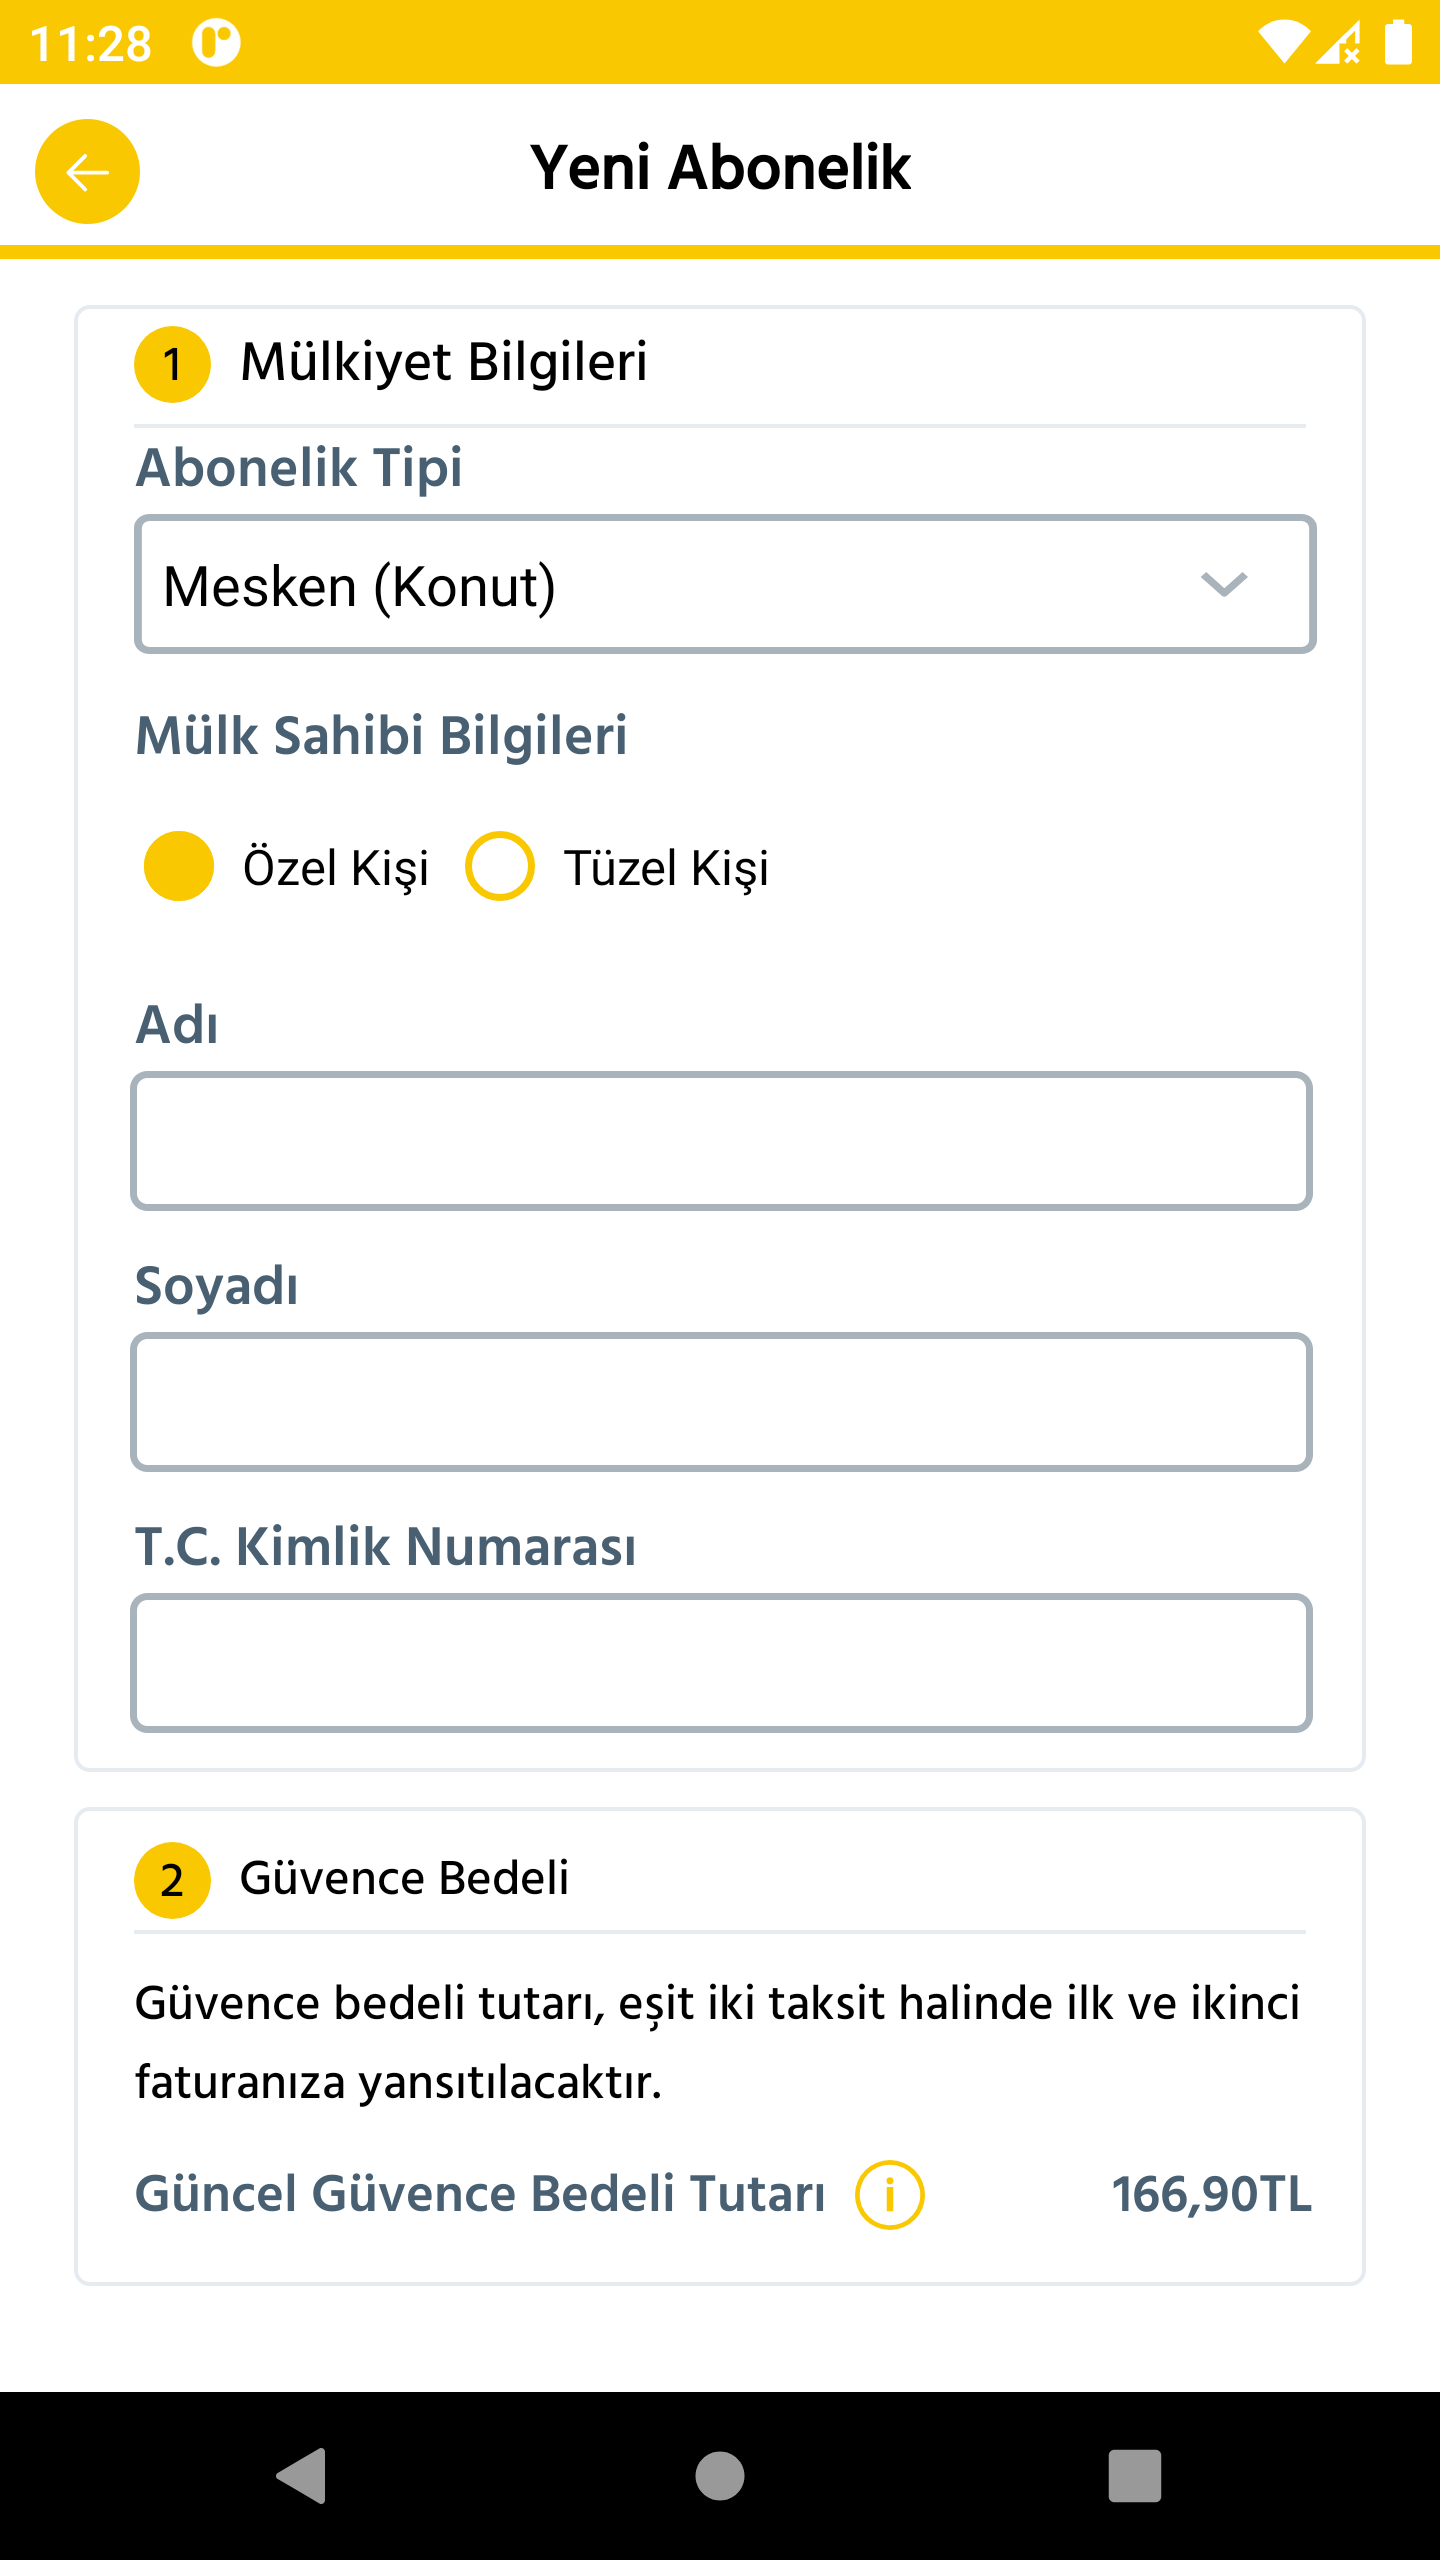 11:28
Yeni Abonelik
1 Mülkiyet Bilgileri
Abonelik Tipi
Mesken (Konut)
Mülk Sahibi Bilgileri
Özel Kişi Tüzel Kişi
Adı
Soyadı
T.C. Kimlik Numarası
2 Güvence Bedeli
Güvence bedeli tutarı, eşit iki taksit halinde ilk ve ikinci
faturanıza yansıtılacaktır.
Güncel Güvence Bedeli Tutarı i 166,90TL